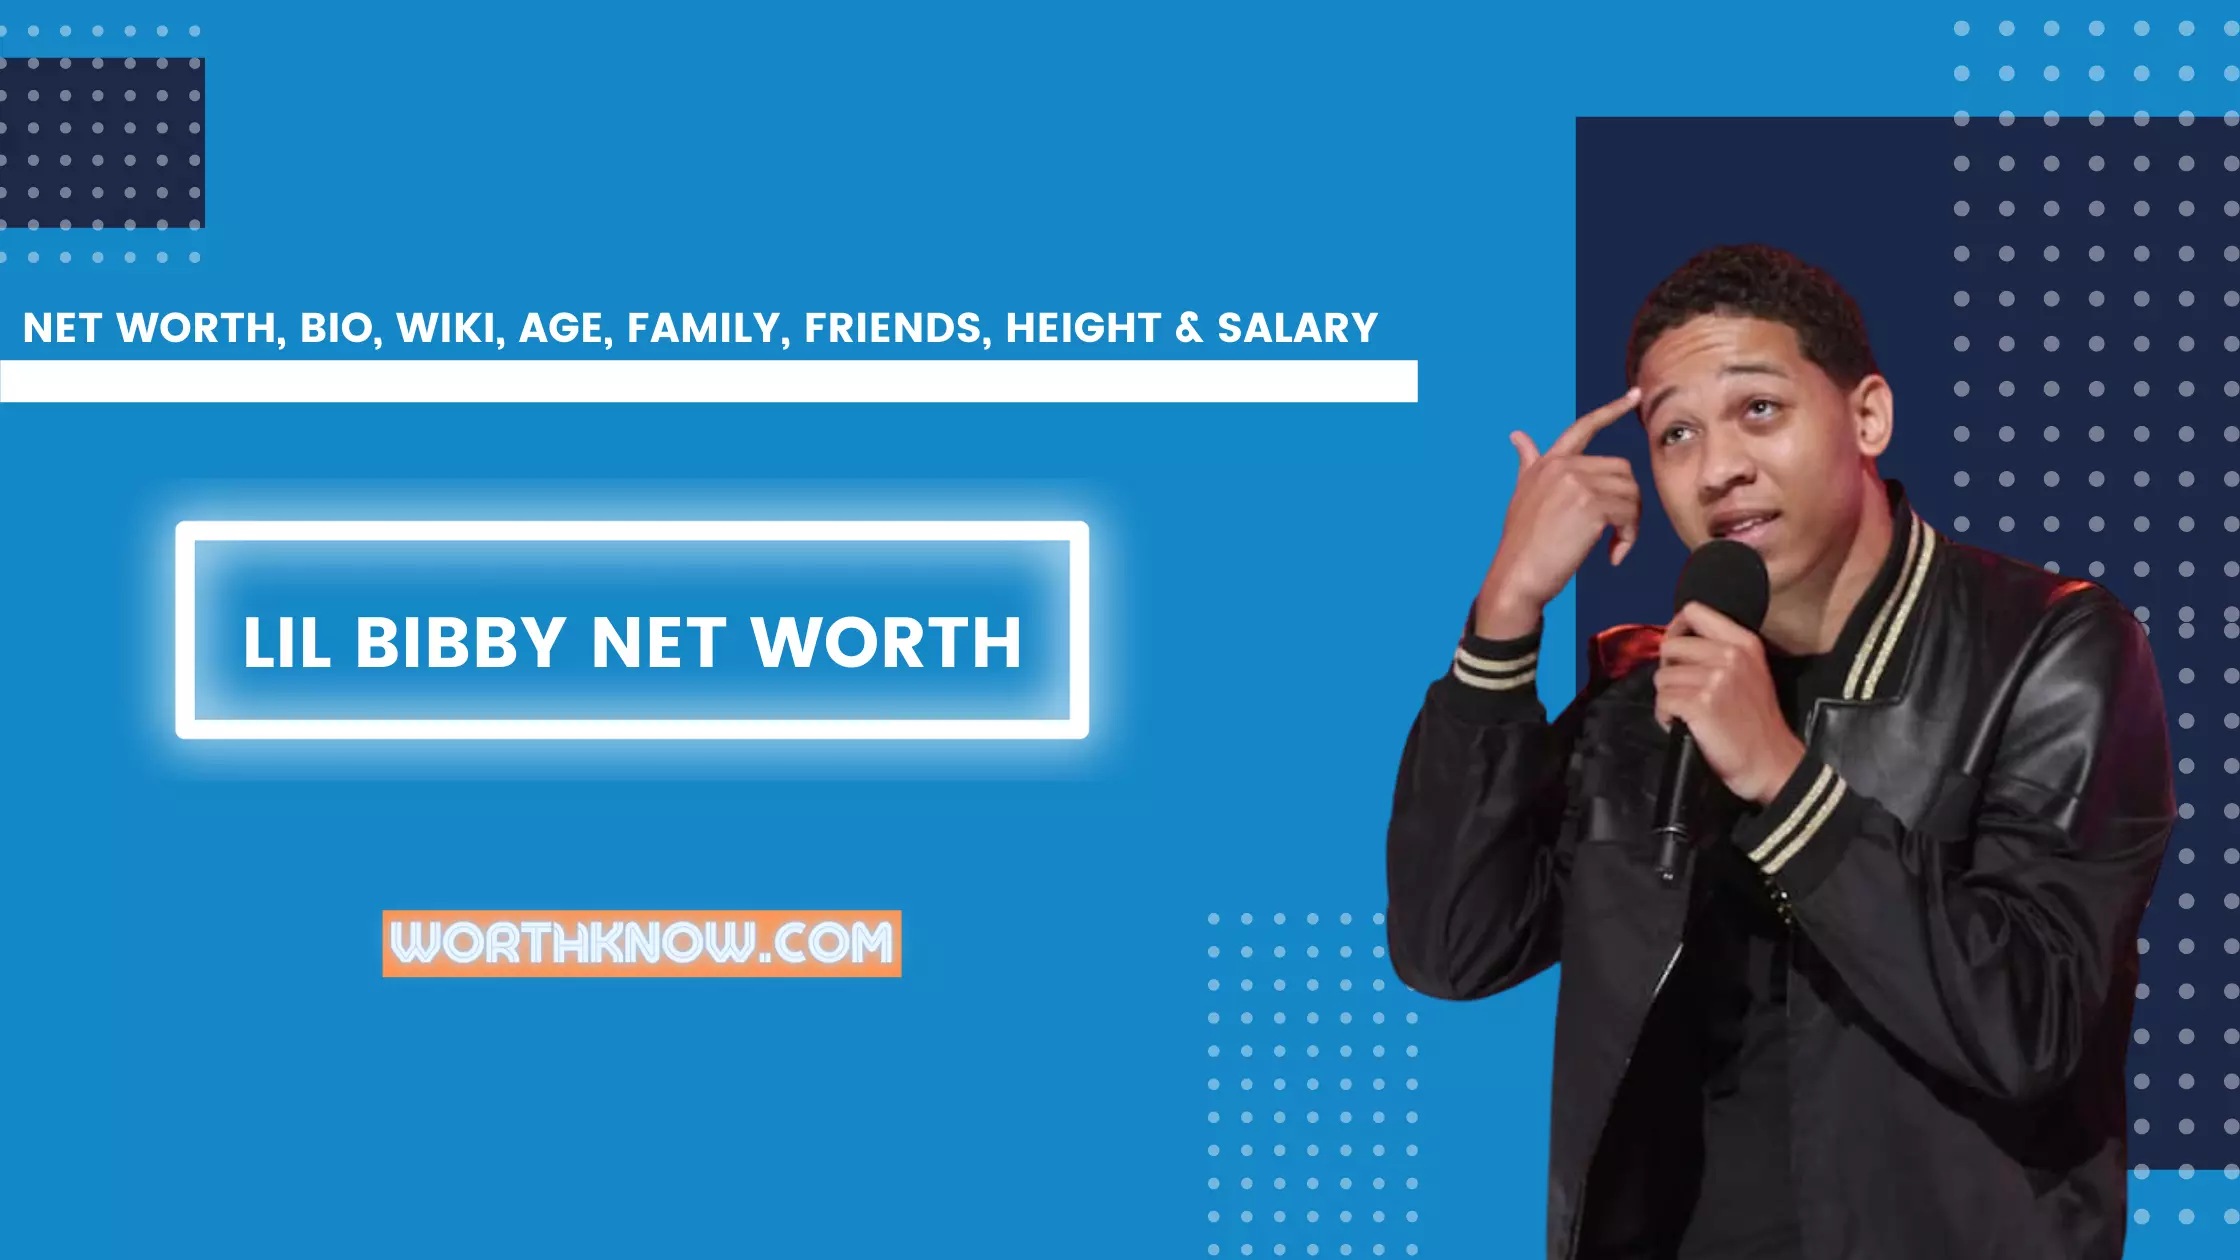 NET WORTH, BIO, WIKI, AGE, FAMILY, FRIENDS, HEIGHT & SALARY
LIL BIBBY NET WORTH
WORTHKNOW.COM